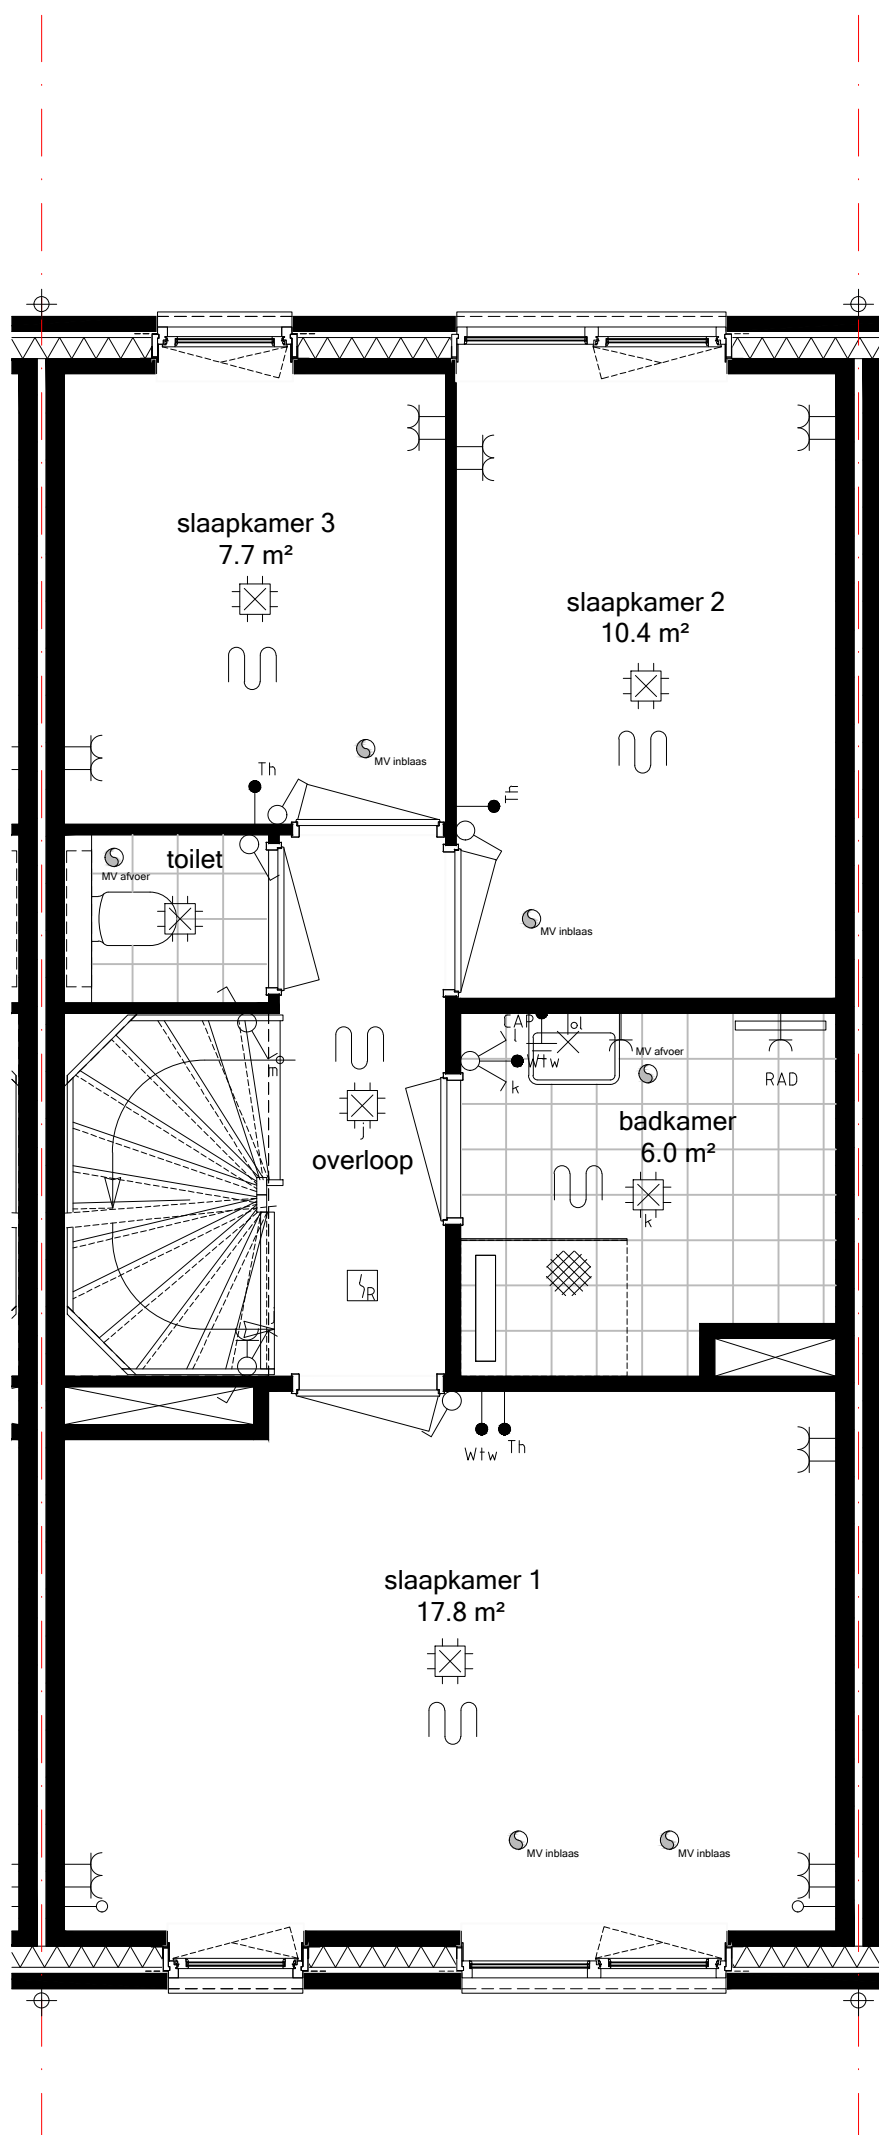 slaapkamer 3
7.7 m²
slaapkamer 2
10.4 m²
MV inblaas
Th
Th
toilet
MV afvoer
MV inblaas
CAP
l
ol
Wtw
k
MV afvoer
RAD
m
badkamer
6.0 m²
j
overloop
k
R
Wtw
Th
slaapkamer 1
17.8 m²
MV inblaas
MV inblaas